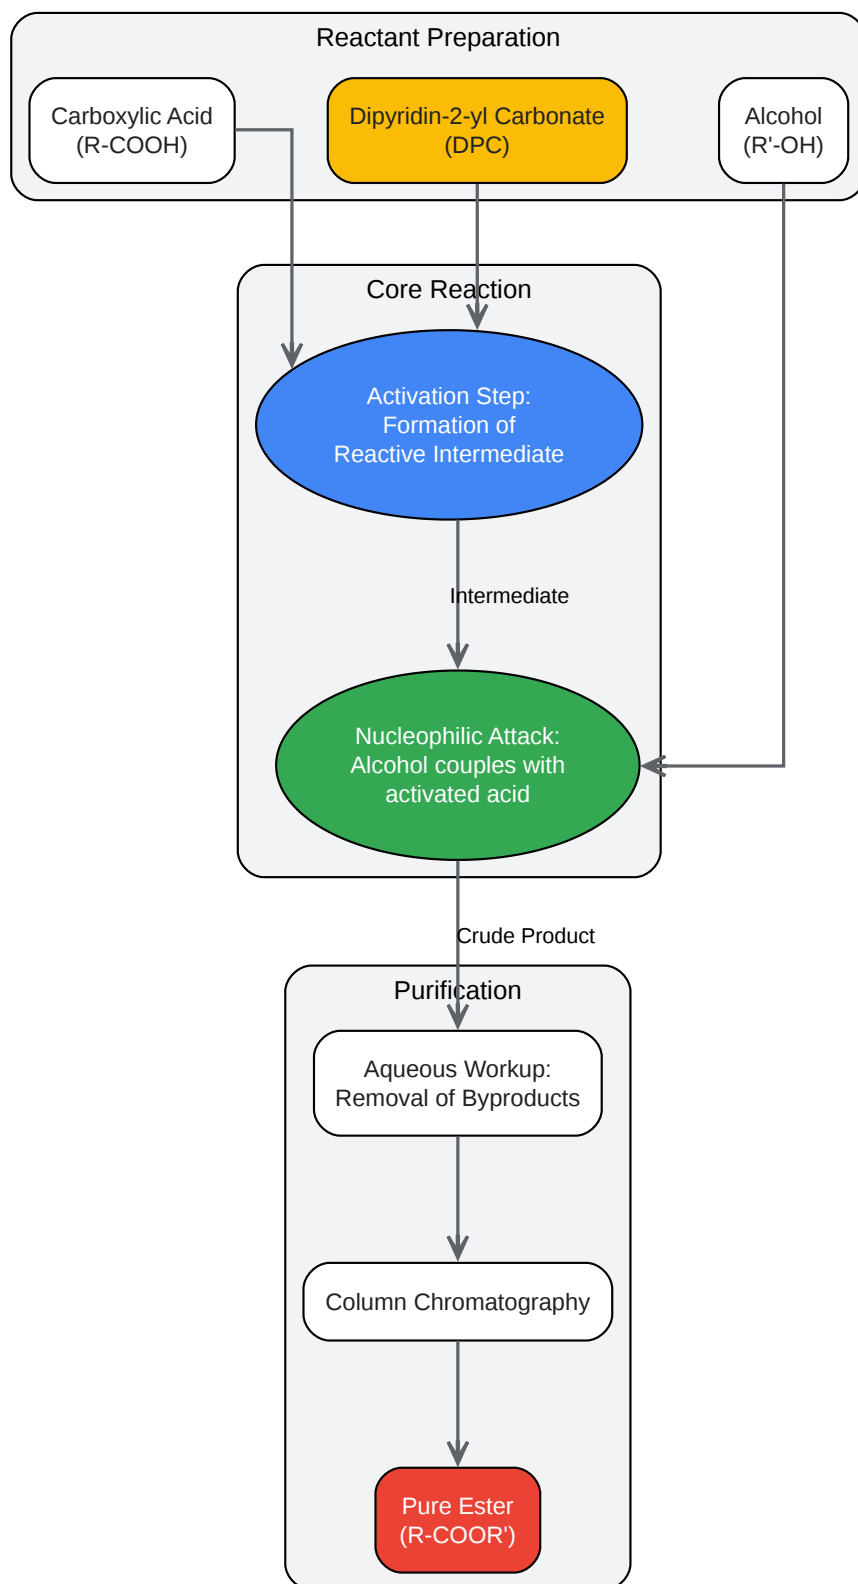 Reactant Preparation
Carboxylic Acid
(R-COOH)
Dipyridin-2-yl Carbonate
(DPC)
Alcohol
(R'-OH)
Core Reaction
Activation Step:
Formation of
Reactive Intermediate
Intermediate
Nucleophilic Attack:
Alcohol couples with
activated acid
Crude Product
Purification
Aqueous Workup:
Removal of Byproducts
Column Chromatography
Pure Ester
(R-COOR')